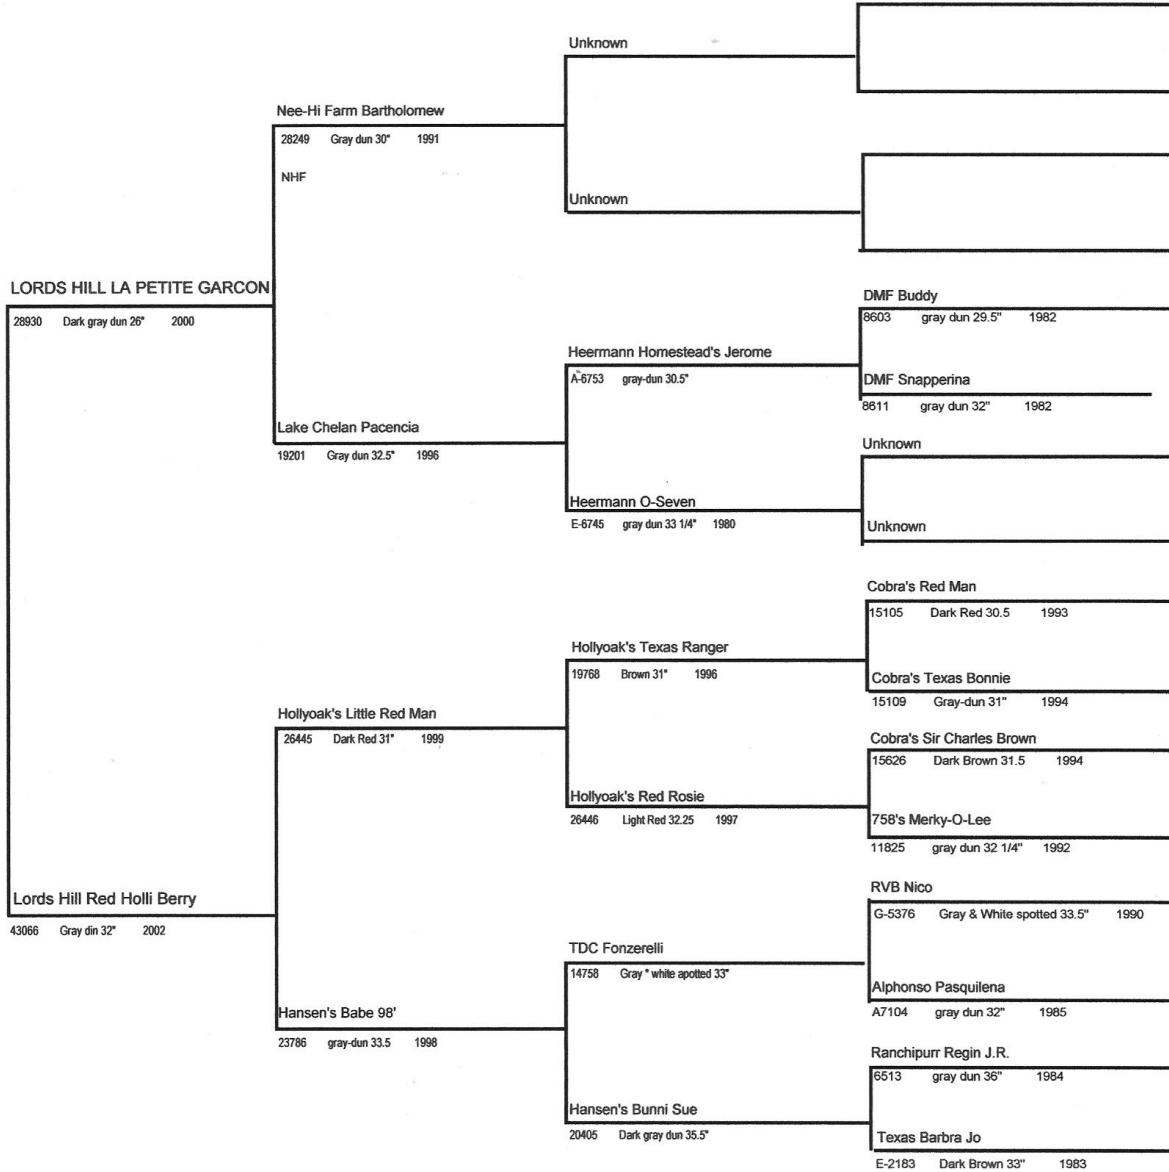 Unknown
Nee-Hi Farm Bartholomew
28249 Gray dun 30" 1991
NHF
Unknown
LORDS HILL LA PETITE GARCON
28930 Dark gray dun 26" 2000
DMF Buddy
8603 gray dun 29.5" 1982
Heermann Homestead's Jerome
A-6753 gray-dun 30.5"
DMF Snapperina
8611 gray dun 32" 1982
Lake Chelan Pacencia
19201 Gray dun 32.5" 1996
Unknown
Heermann O-Seven
E-6745 gray dun 33 1/4" 1980
Unknown
Cobra's Red Man
15105 Dark Red 30.5 1993
Hollyoak's Texas Ranger
19768 Brown 31" 1996
Cobra's Texas Bonnie
15109 Gray-dun 31" 1994
Hollyoak's Little Red Man
26445 Dark Red 31" 1999
Cobra's Sir Charles Brown
15626 Dark Brown 31.5 1994
Hollyoak's Red Rosie
26446 Light Red 32.25 1997
758's Merky-O-Lee
11825 gray dun 32 1/4" 1992
Lords Hill Red Holli Berry
43066 Gray din 32" 2002
RVB Nico
G-5376 Gray & White spotted 33.5" 1990
TDC Fonzerelli
14758 Gray * white apotted 33"
Alphonso Pasquilena
A7104 gray dun 32" 1985
Hansen's Babe 98'
23786 gray-dun 33.5 1998
Ranchipurr Regin J.R.
6513 gray dun 36" 1984
Hansen's Bunni Sue
20405 Dark gray dun 35.5"
Texas Barbra Jo
E-2183 Dark Brown 33" 1983